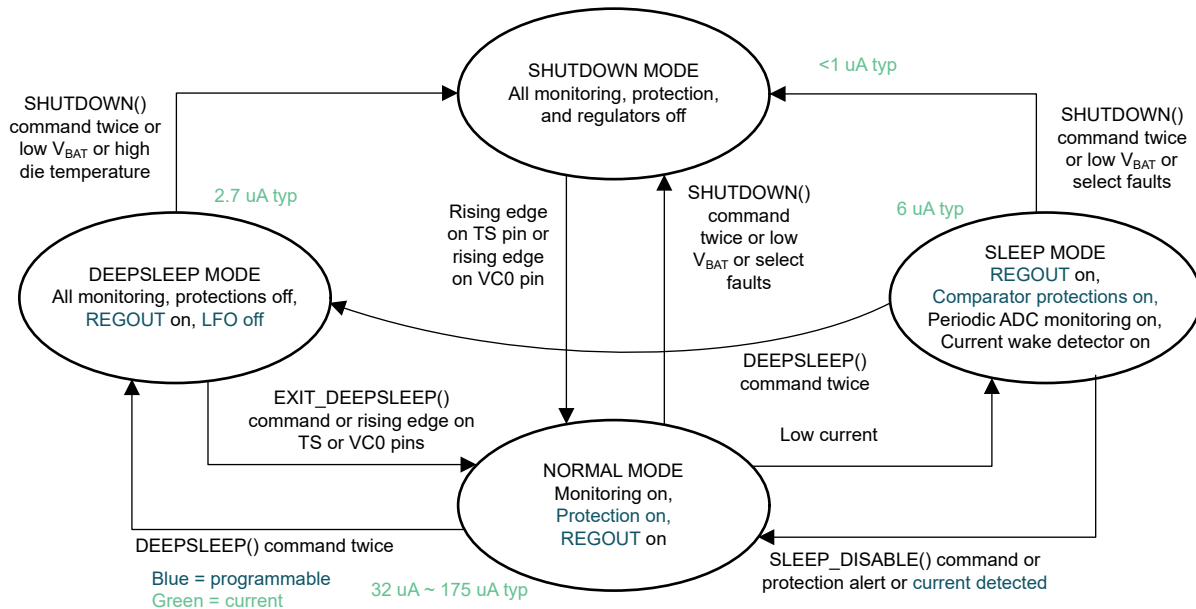 SHUTDOWN MODE
All monitoring, protection,
and regulators off
<1 uA typ
SHUTDOWN()
command twice or
low VBAT or high
die temperature
2.7 uA typ
SHUTDOWN()
command twice
or low VBAT or
select faults
6 uA typ
Rising edge
on TS pin or
rising edge
on VC0 pin
SHUTDOWN()
command
twice or low
VBAT or select
faults
DEEPSLEEP MODE
All monitoring, protections off,
REGOUT on, LFO off
SLEEP MODE
REGOUT on,
Comparator protections on,
Periodic ADC monitoring on,
Current wake detector on
DEEPSLEEP()
command twice
EXIT_DEEPSLEEP()
command or rising edge on
TS or VC0 pins
Low current
NORMAL MODE
Monitoring on,
Protection on,
REGOUT on
DEEPSLEEP() command twice
SLEEP_DISABLE() command or
protection alert or current detected
Blue = programmable
Green = current
32 uA ~ 175 uA typ